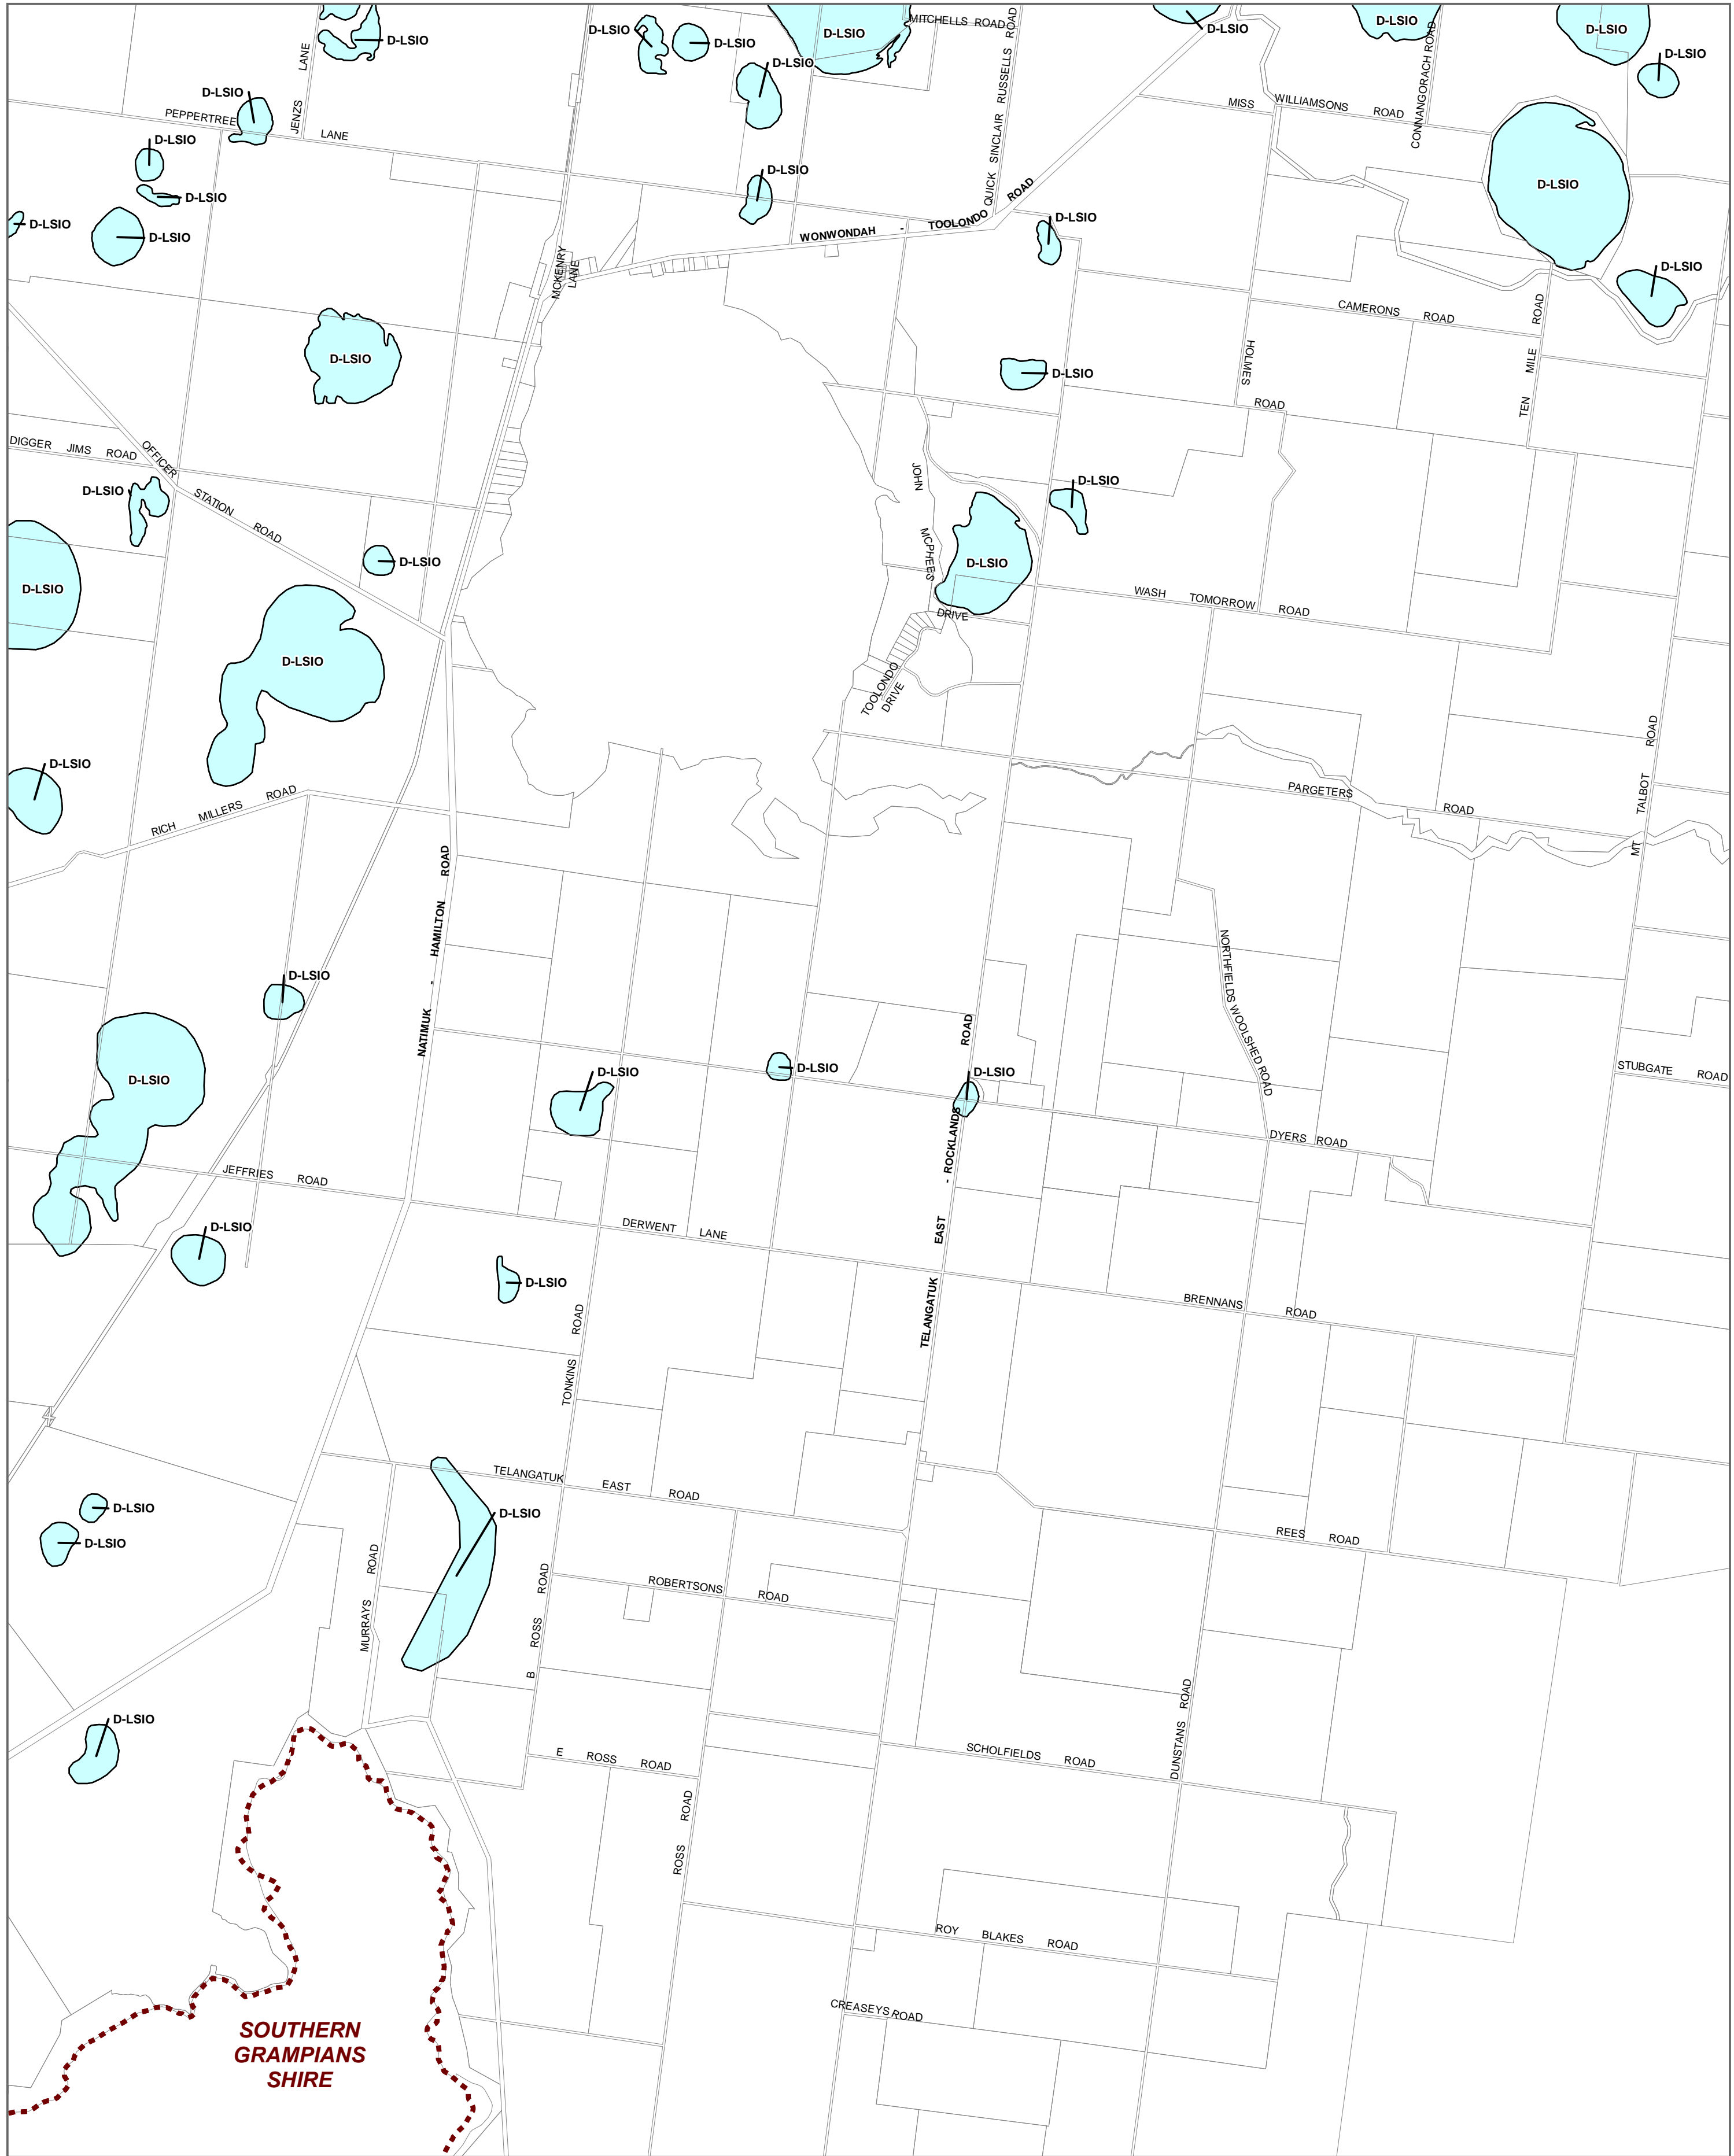 D-LSIO
D-LSIO
D-LSIO
D-LSIO
D-LSIO
D-LSIO
D-LSIO
D-LSIO
D-LSIO
MITCHELLS ROAD
QUICK SINCLAIR RUSSELLS ROAD
CONNANGORACH ROAD
JENZS LANE
D-LSIO
PEPPERTREE LANE
MISS WILLIAMSONS ROAD
D-LSIO
D-LSIO
D-LSIO
D-LSIO
D-LSIO
D-LSIO
WONWONDAH - TOOLONDO ROAD
D-LSIO
D-LSIO
MCKENRY
LANE
CAMERONS ROAD
TEN MILE ROAD
D-LSIO
HOLMES ROAD
D-LSIO
DIGGER JIMS ROAD
OFFICER STATION ROAD
D-LSIO
D-LSIO
D-LSIO
D-LSIO
D-LSIO
JOHN MCPHEES DRIVE
D-LSIO
WASH TOMORROW ROAD
D-LSIO
TOOLONDO
DRIVE
D-LSIO
RICH MILLERS ROAD
PARGETERS ROAD
MT TALBOT ROAD
NATIMUK - HAMILTON ROAD
NORTHFIELDS WOOLSHED ROAD
D-LSIO
D-LSIO
D-LSIO
D-LSIO
D-LSIO
STUBGATE ROAD
TELANGATUK EAST - ROCKLANDS ROAD
DYERS ROAD
JEFFRIES ROAD
DERWENT LANE
D-LSIO
D-LSIO
BRENNANS ROAD
TONKINS ROAD
TELANGATUK EAST ROAD
D-LSIO
D-LSIO
D-LSIO
REES ROAD
ROBERTSONS ROAD
MURRAYS ROAD
B ROSS ROAD
D-LSIO
E ROSS ROAD
SCHOLFIELDS ROAD
DUNSTANS ROAD
ROSS ROAD
ROY BLAKES ROAD
CREASEYS ROAD
SOUTHERN
GRAMPIANS
SHIRE